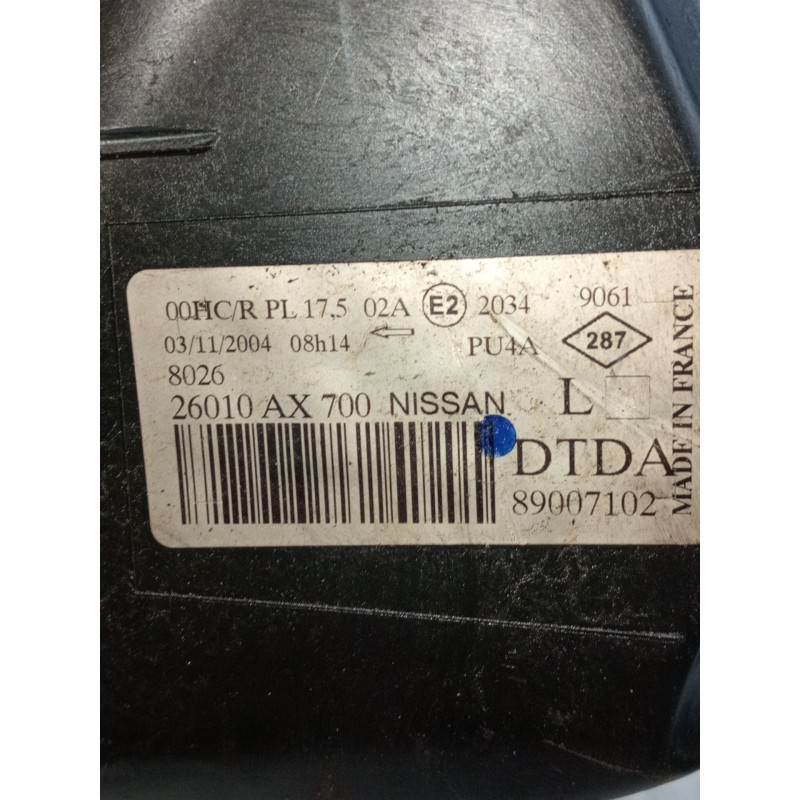 00HC/R PL 17,5 02A E2 2034 9061
03/11/2004 08h14 PU4A 287
8026
26010 AX 700 NISSAN L
DTDA
89007102
MADE IN FRANCE